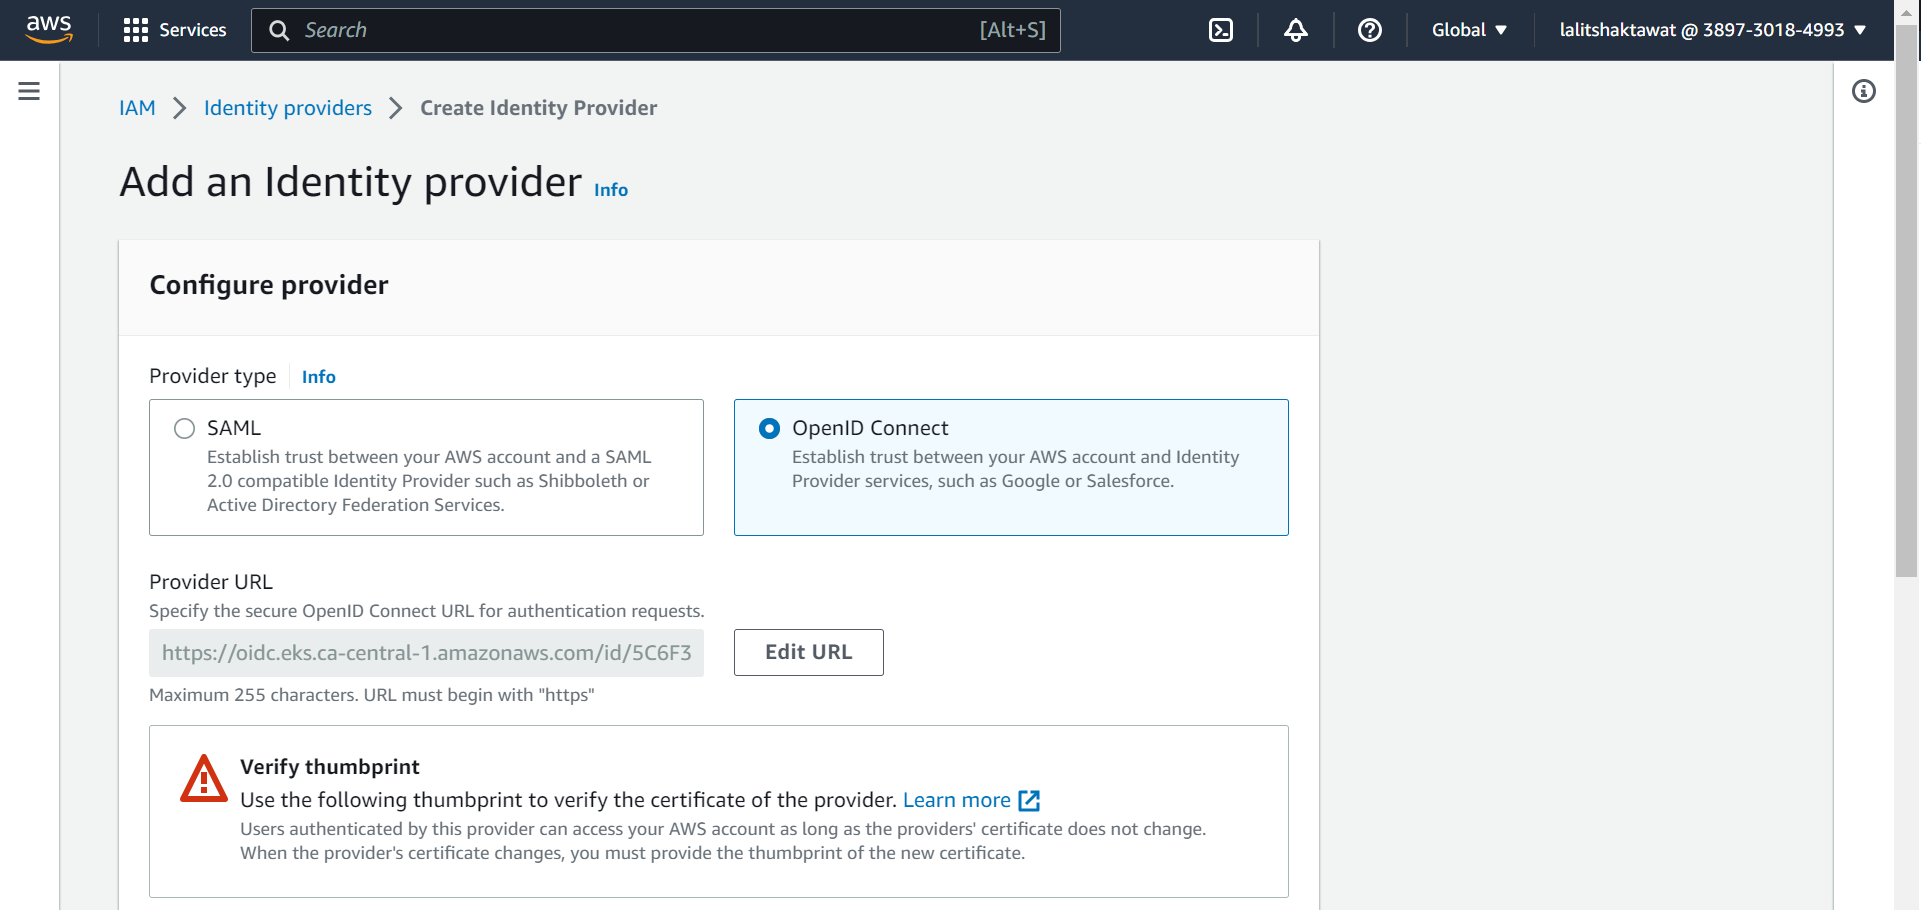 aws
Services
Search
[Alt+S]
Global
lalitshaktawat @ 3897-3018-4993
IAM
Identity providers
Create Identity Provider
Add an Identity provider
Info
Configure provider
Provider type
Info
SAML
Establish trust between your AWS account and a SAML
2.0 compatible Identity Provider such as Shibboleth or
Active Directory Federation Services.
OpenID Connect
Establish trust between your AWS account and Identity
Provider services, such as Google or Salesforce.
Provider URL
Specify the secure OpenID Connect URL for authentication requests.
https://oidc.eks.ca-central-1.amazonaws.com/id/5C6F3
Edit URL
Maximum 255 characters. URL must begin with "https"
Verify thumbprint
Use the following thumbprint to verify the certificate of the provider. Learn more
Users authenticated by this provider can access your AWS account as long as the providers' certificate does not change.
When the provider's certificate changes, you must provide the thumbprint of the new certificate.